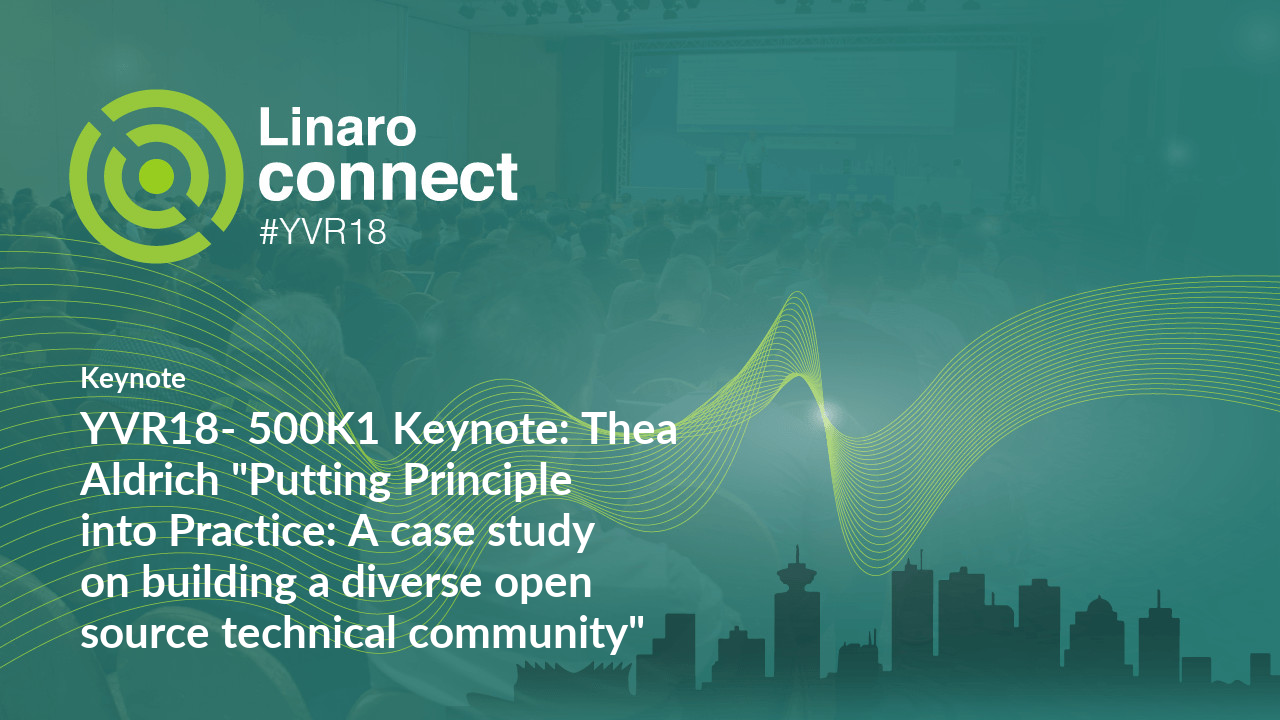 Linaro
connect
#YVR18
Keynote
YVR18- 500K1 Keynote: Thea
Aldrich "Putting Principle
into Practice: A case study
on building a diverse open
source technical community"